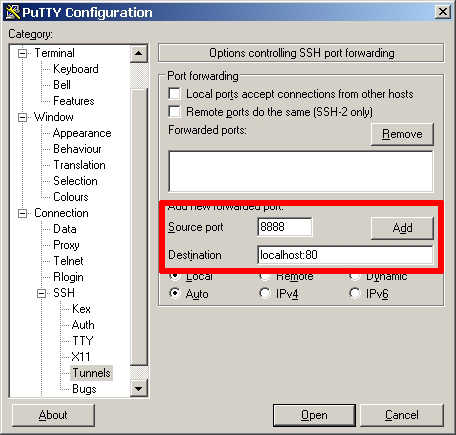 PuTTY Configuration
Category:
Terminal
Keyboard
Bell
Features
Window
Appearance
Behaviour
Translation
Selection
Colours
Connection
Data
Proxy
Telnet
Rlogin
SSH
Kex
Auth
TTY
X11
Tunnels
Bugs
Options controlling SSH port forwarding
Port forwarding
Local ports accept connections from other hosts
Remote ports do the same (SSH-2 only)
Forwarded ports:
Remove
Add new forwarded port:
Source port 8888 Add
Destination localhost:80
Local Remote Dynamic
Auto IPv4 IPv6
About Open Cancel